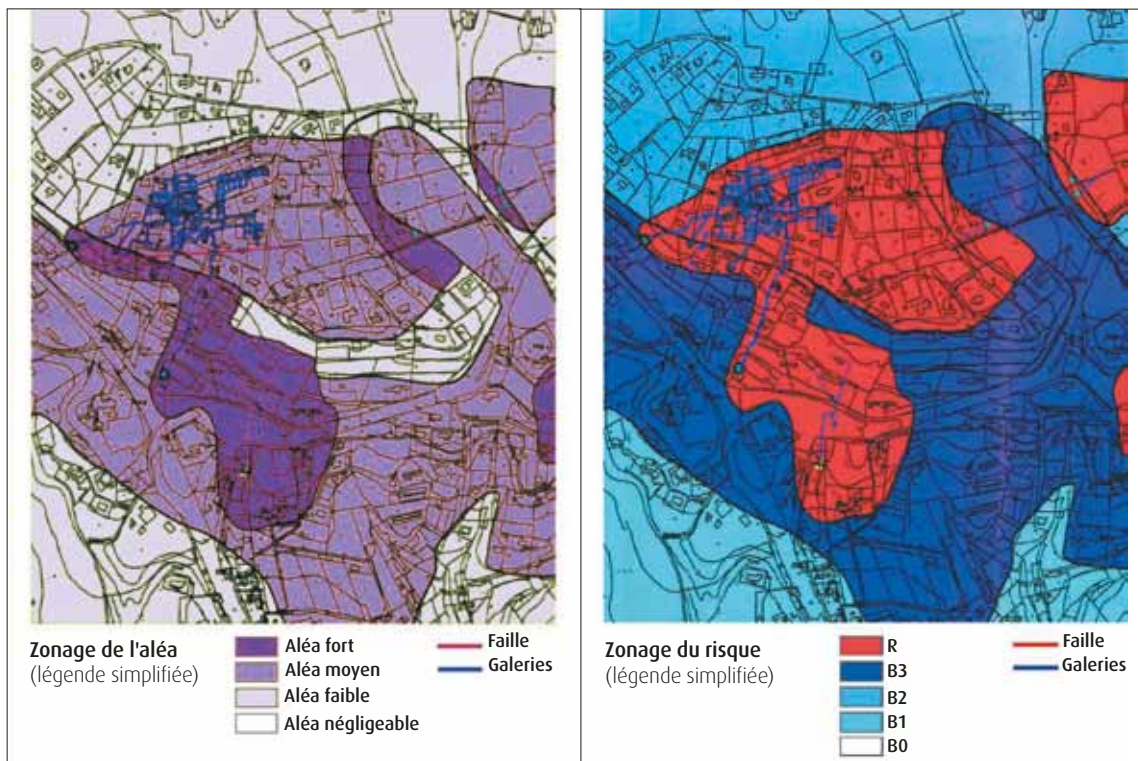 Zonage de l'aléa
(légende simplifiée)
Aléa fort
Aléa moyen
Aléa faible
Aléa négligeable
Faille
Galeries
Zonage du risque
(légende simplifiée)
R
B3
B2
B1
B0
Faille
Galeries